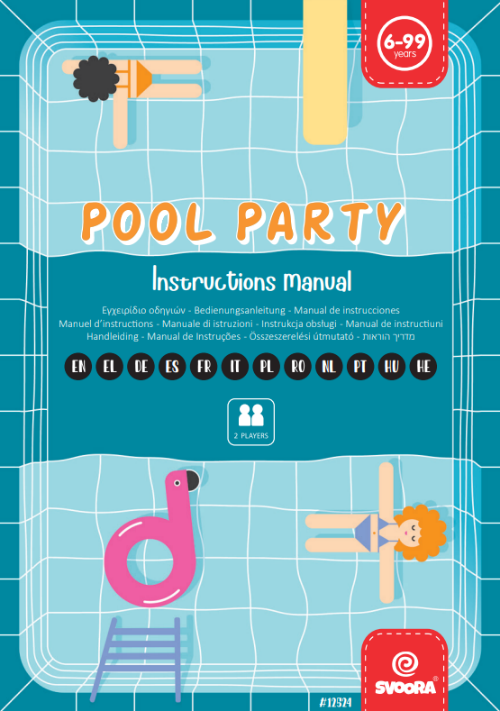 6-99
years
POOL PARTY
Instructions Manual
Εγχειρίδιο οδηγιών - Bedienungsanleitung - Manual de instrucciones
Manuel d'instructions - Manuale di istruzioni - Instrukcja obsługi - Manual de instructiuni
Handleiding - Manual de Instruções - Összeszerelési útmutató - מדריך הוראות
EN EL DE ES FR IT PL RO NL PT HU HE
2 PLAYERS
SVOORA®
#12524